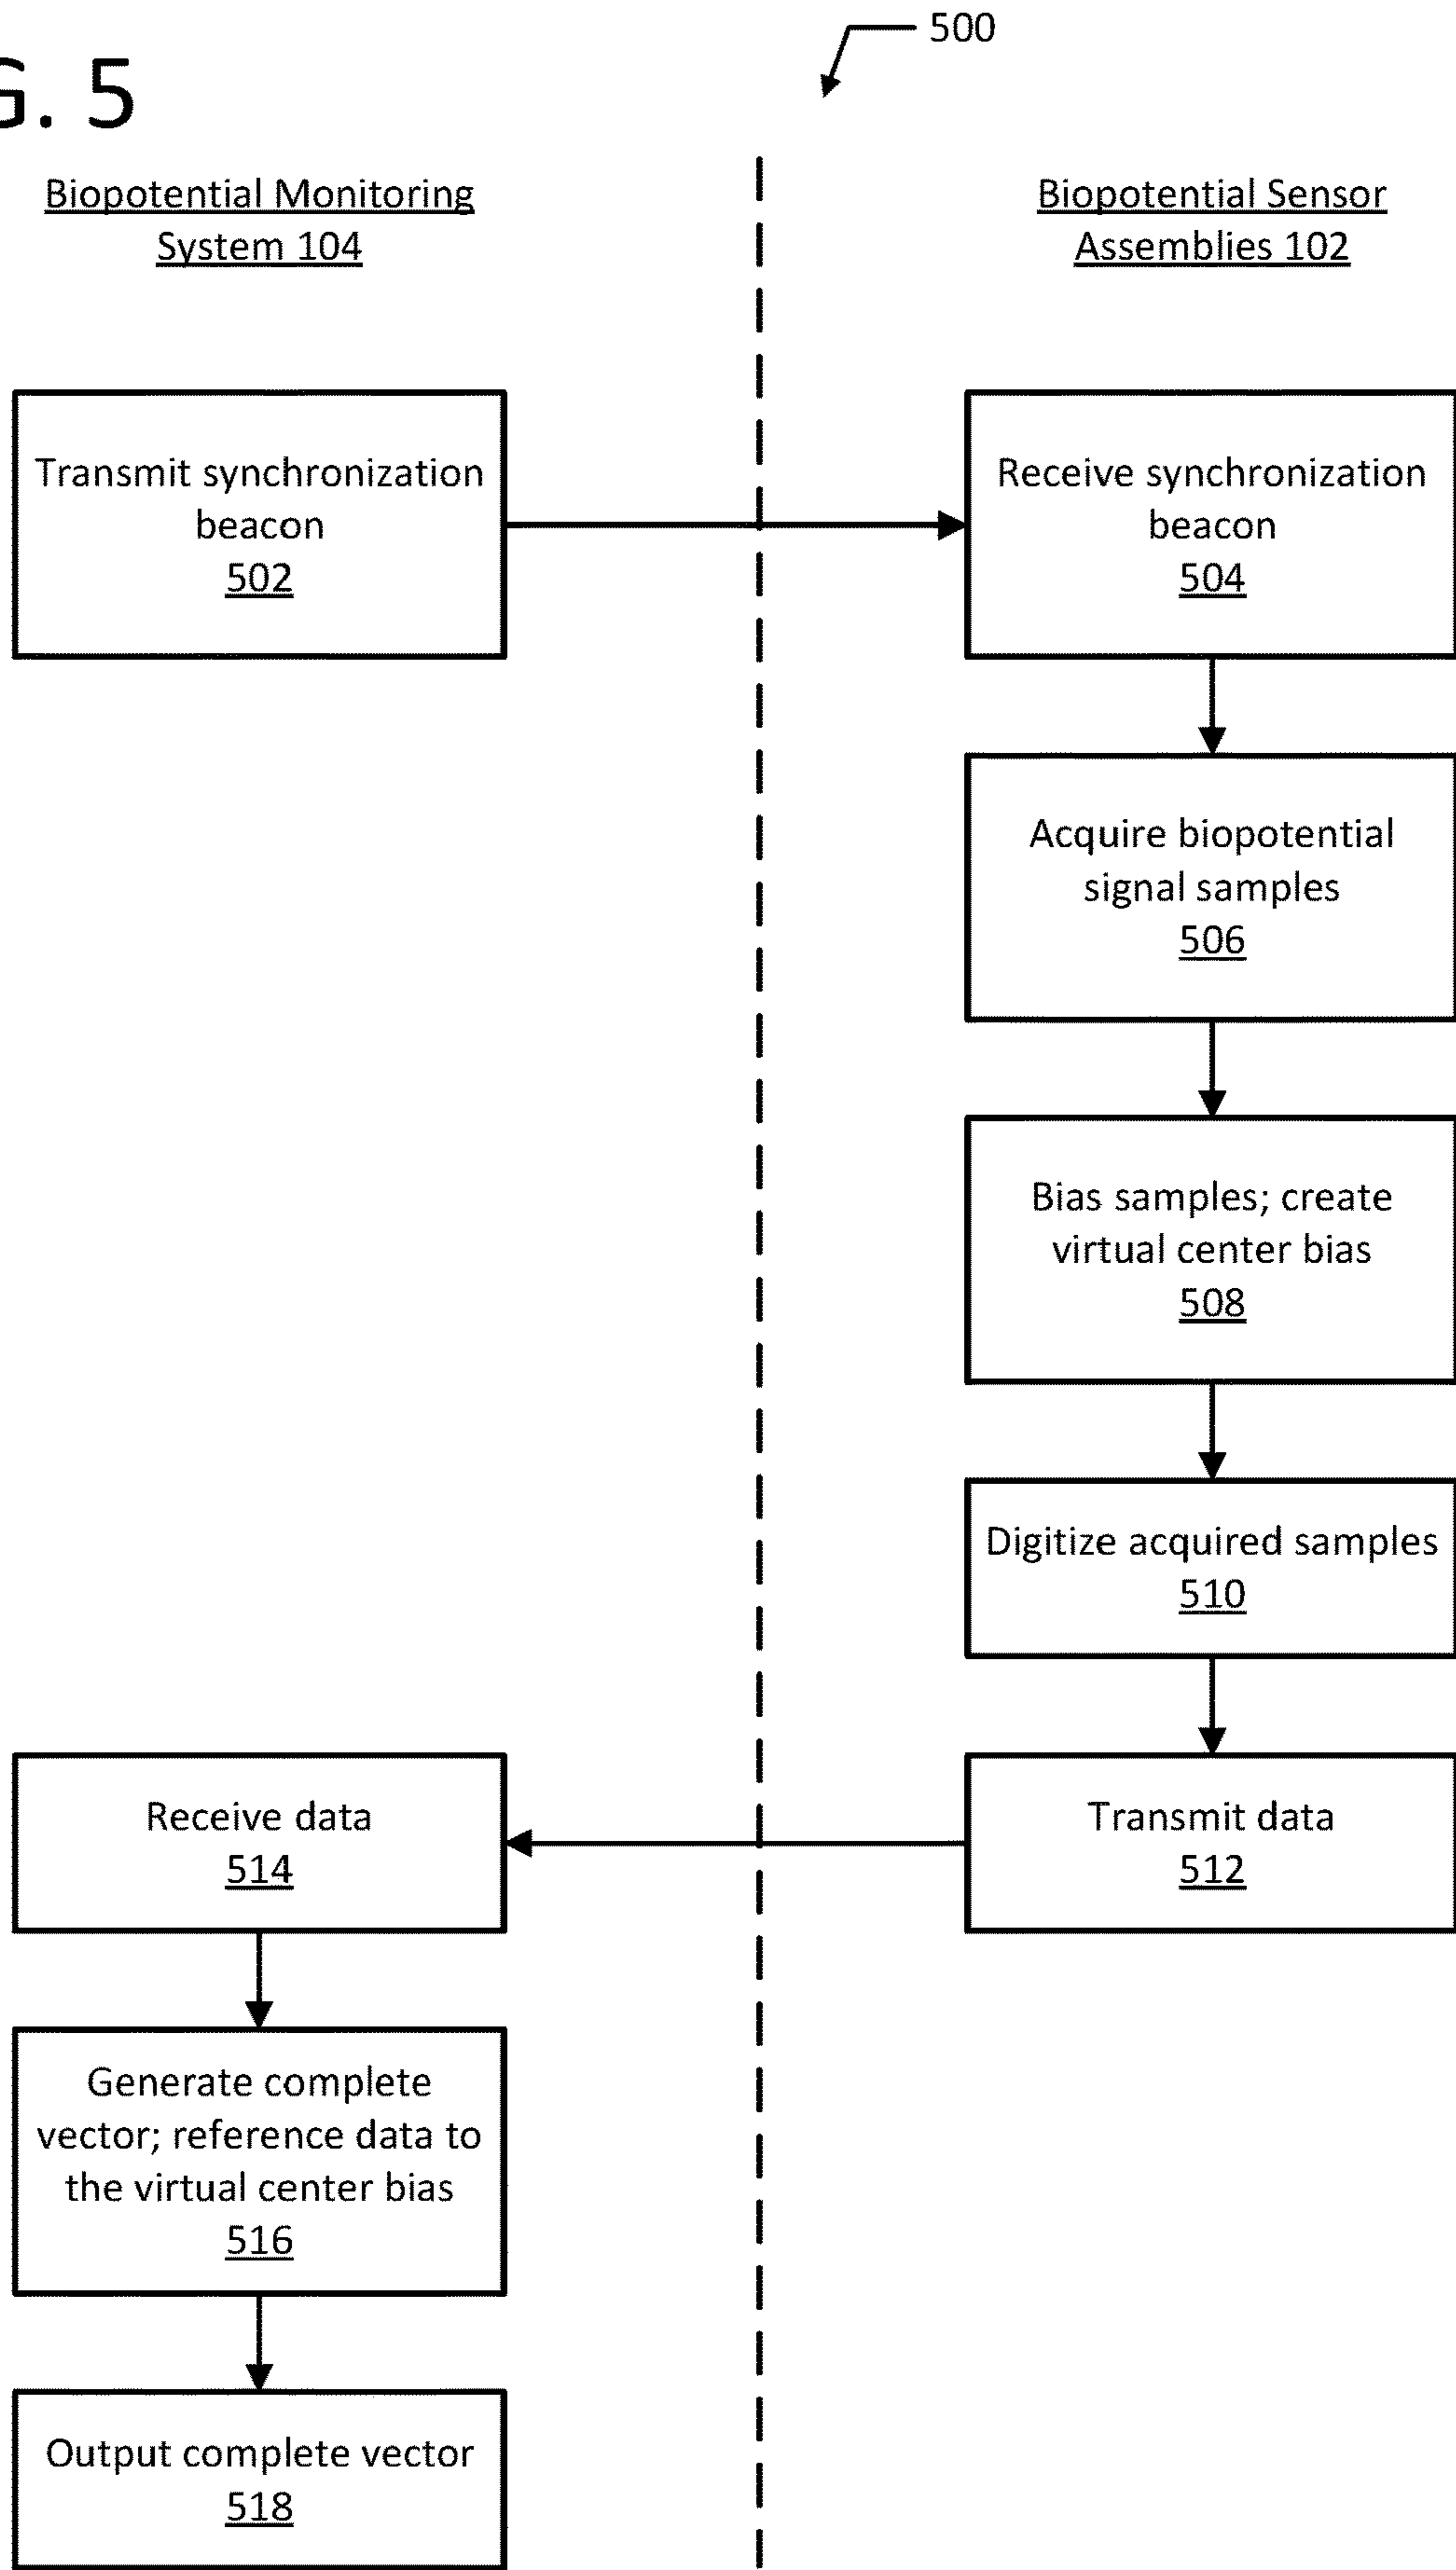 500
G. 5
Biopotential Monitoring
System 104
Biopotential Sensor
Assemblies 102
Transmit synchronization
beacon
502
Receive synchronization
beacon
504
Acquire biopotential
signal samples
506
Bias samples; create
virtual center bias
508
Digitize acquired samples
510
Transmit data
512
Receive data
514
Generate complete
vector; reference data to
the virtual center bias
516
Output complete vector
518